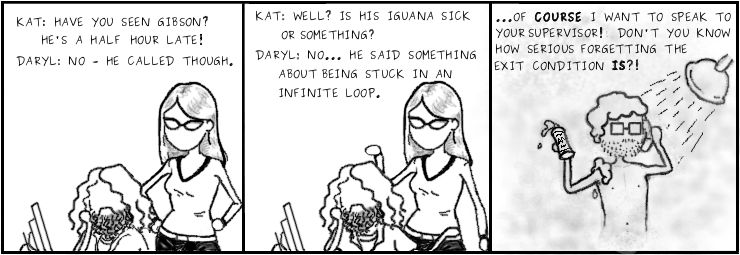 KAT: HAVE YOU SEEN GIBSON?
HE'S A HALF HOUR LATE!
DARYL: NO - HE CALLED THOUGH.
KAT: WELL? IS HIS IGUANA SICK
OR SOMETHING?
DARYL: NO... HE SAID SOMETHING
ABOUT BEING STUCK IN AN
INFINITE LOOP.
...OF COURSE I WANT TO SPEAK TO
YOUR SUPERVISOR! DON'T YOU KNOW
HOW SERIOUS FORGETTING THE
EXIT CONDITION IS?!